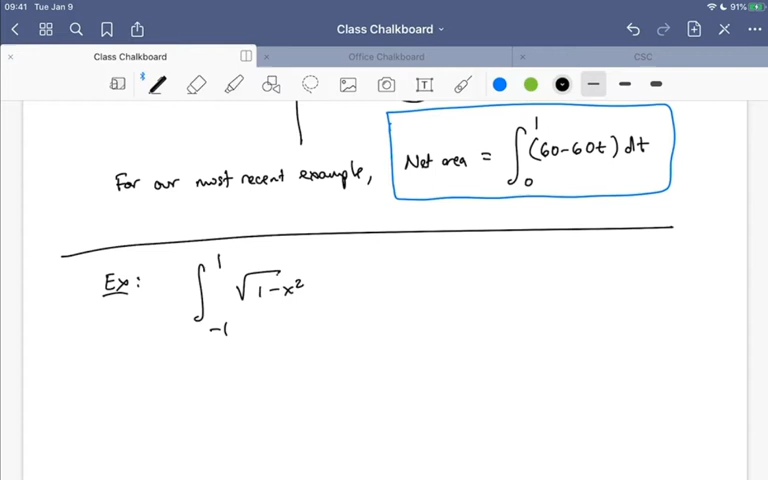 09:41 Tue Jan 9 91%
Class Chalkboard
Class Chalkboard Office Chalkboard CSC
For our most recent example, Net area = ∫₀¹ (60-60t) dt
Ex: ∫₋₁¹ √1-x²